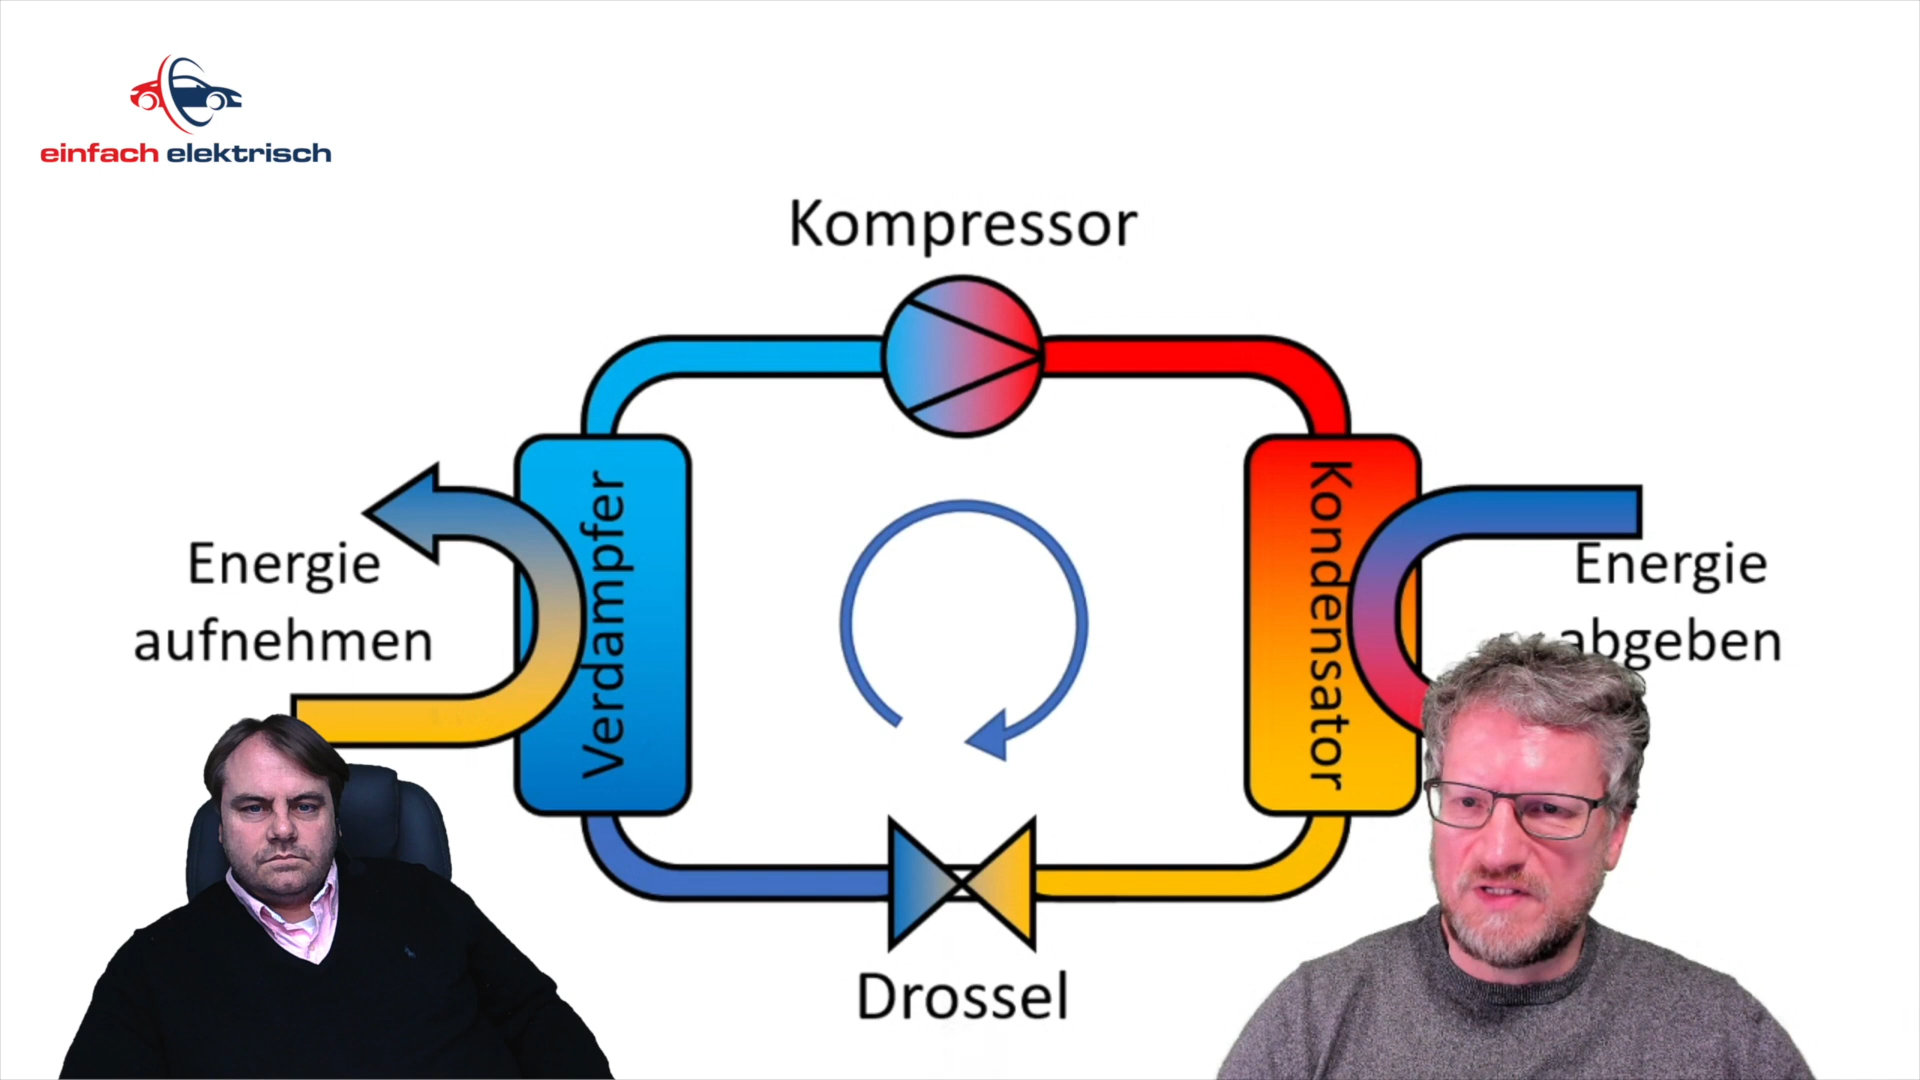 einfach elektrisch
Kompressor
Verdampfer
Kondensator
Energie
aufnehmen
Energie
abgeben
Drossel